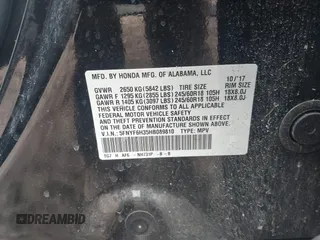 MFD. BY HONDA MFG. OF ALABAMA, LLC 10/17
GVWR 2650 KG(5842 LBS) TIRE SIZE RIM SIZE
GAWR F 1295 KG(2855 LBS) 245/60R18 105H 18X8.0J
GAWR R 1405 KG(3097 LBS) 245/60R18 105H 18X8.0J
THIS VEHICLE CONFORMS TO ALL APPLICABLE
FEDERAL MOTOR VEHICLE SAFETY AND
THEFT PREVENTION STANDARDS IN EFFECT ON
THE DATE OF MANUFACTURE SHOWN ABOVE.
V.I.N.: 5FNYF6H35HB089810 TYPE: MPV